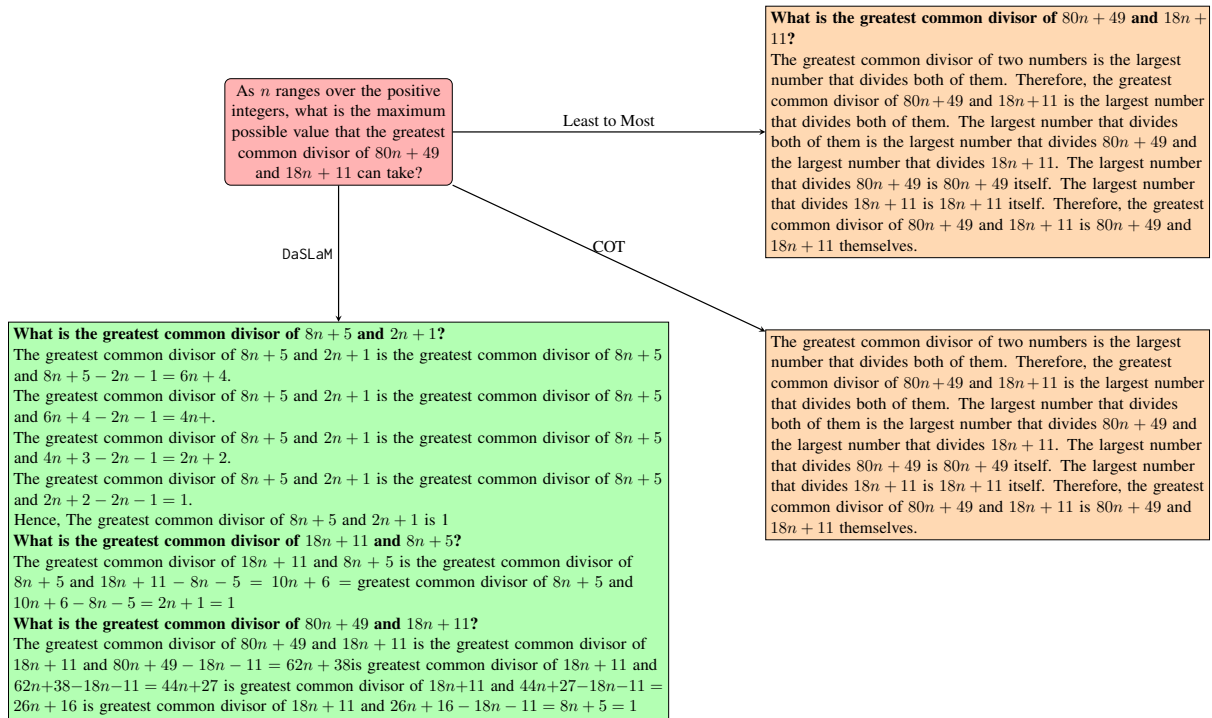 As n ranges over the positive
integers, what is the maximum
possible value that the greatest
common divisor of 80n + 49
and 18n + 11 can take?
Least to Most
What is the greatest common divisor of 80n + 49 and 18n +
11?
The greatest common divisor of two numbers is the largest
number that divides both of them. Therefore, the greatest
common divisor of 80n+49 and 18n+11 is the largest number
that divides both of them. The largest number that divides
both of them is the largest number that divides 80n + 49 and
the largest number that divides 18n + 11. The largest number
that divides 80n + 49 is 80n + 49 itself. The largest number
that divides 18n + 11 is 18n + 11 itself. Therefore, the greatest
common divisor of 80n + 49 and 18n + 11 is 80n + 49 and
18n + 11 themselves.
DaSLaM
COT
What is the greatest common divisor of 8n + 5 and 2n + 1?
The greatest common divisor of 8n + 5 and 2n + 1 is the greatest common divisor of 8n + 5
and 8n + 5 − 2n − 1 = 6n + 4.
The greatest common divisor of 8n + 5 and 2n + 1 is the greatest common divisor of 8n + 5
and 6n + 4 − 2n − 1 = 4n+.
The greatest common divisor of 8n + 5 and 2n + 1 is the greatest common divisor of 8n + 5
and 4n + 3 − 2n − 1 = 2n + 2.
The greatest common divisor of 8n + 5 and 2n + 1 is the greatest common divisor of 8n + 5
and 2n + 2 − 2n − 1 = 1.
Hence, The greatest common divisor of 8n + 5 and 2n + 1 is 1
What is the greatest common divisor of 18n + 11 and 8n + 5?
The greatest common divisor of 18n + 11 and 8n + 5 is the greatest common divisor of
8n + 5 and 18n + 11 − 8n − 5 = 10n + 6 = greatest common divisor of 8n + 5 and
10n + 6 − 8n − 5 = 2n + 1 = 1
What is the greatest common divisor of 80n + 49 and 18n + 11?
The greatest common divisor of 80n + 49 and 18n + 11 is the greatest common divisor of
18n + 11 and 80n + 49 − 18n − 11 = 62n + 38is greatest common divisor of 18n + 11 and
62n+38−18n−11 = 44n+27 is greatest common divisor of 18n+11 and 44n+27−18n−11 =
26n + 16 is greatest common divisor of 18n + 11 and 26n + 16 − 18n − 11 = 8n + 5 = 1
The greatest common divisor of two numbers is the largest
number that divides both of them. Therefore, the greatest
common divisor of 80n+49 and 18n+11 is the largest number
that divides both of them. The largest number that divides
both of them is the largest number that divides 80n + 49 and
the largest number that divides 18n + 11. The largest number
that divides 80n + 49 is 80n + 49 itself. The largest number
that divides 18n + 11 is 18n + 11 itself. Therefore, the greatest
common divisor of 80n + 49 and 18n + 11 is 80n + 49 and
18n + 11 themselves.